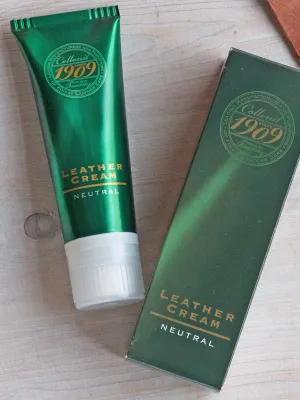 Collonil
1909
LEATHER
CREAM
NEUTRAL
Collonil
1909
LEATHER
CREAM
NEUTRAL